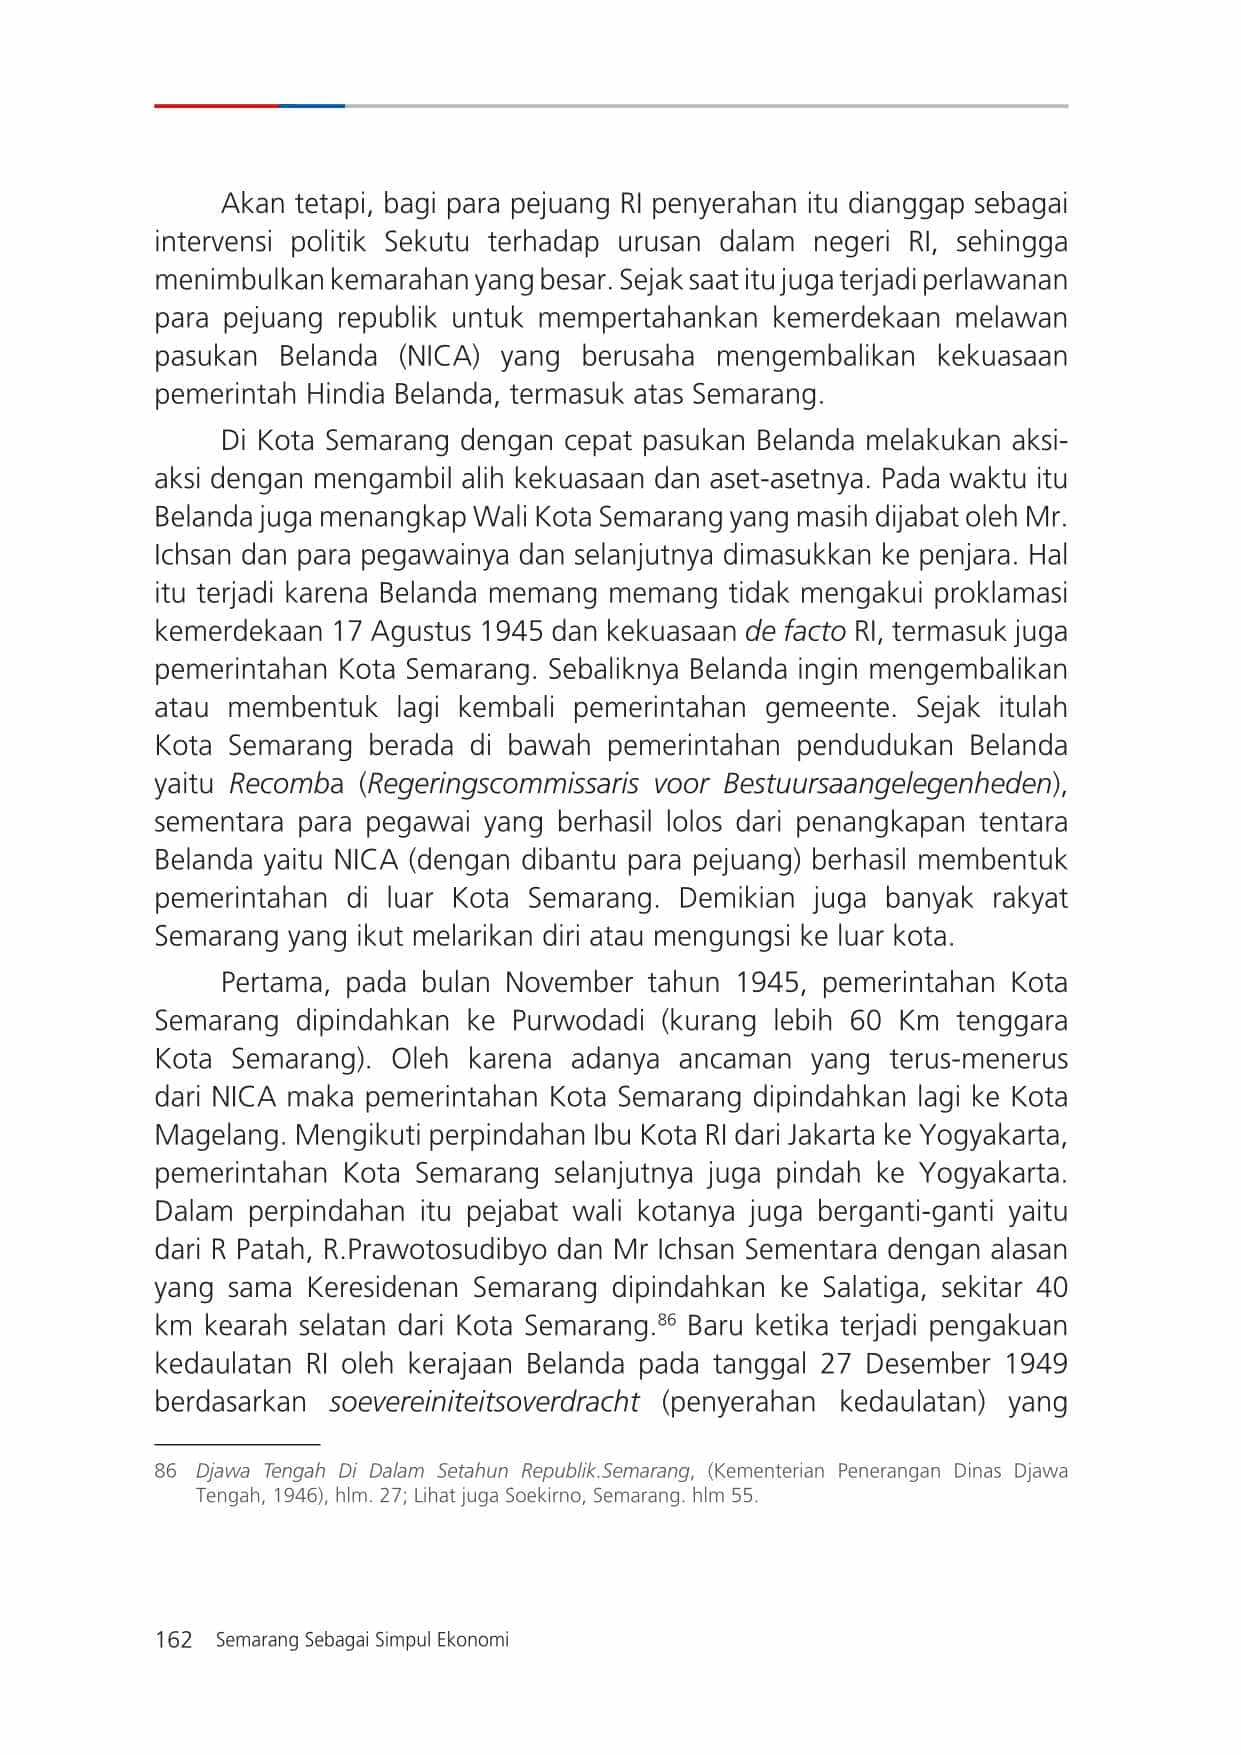 Akan tetapi, bagi para pejuang RI penyerahan itu dianggap sebagai
intervensi politik Sekutu terhadap urusan dalam negeri RI, sehingga
menimbulkan kemarahan yang besar. Sejak saat itu juga terjadi perlawanan
para pejuang republik untuk mempertahankan kemerdekaan melawan
pasukan Belanda (NICA) yang berusaha mengembalikan kekuasaan
pemerintah Hindia Belanda, termasuk atas Semarang.
Di Kota Semarang dengan cepat pasukan Belanda melakukan aksi-
aksi dengan mengambil alih kekuasaan dan aset-asetnya. Pada waktu itu
Belanda juga menangkap Wali Kota Semarang yang masih dijabat oleh Mr.
Ichsan dan para pegawainya dan selanjutnya dimasukkan ke penjara. Hal
itu terjadi karena Belanda memang memang tidak mengakui proklamasi
kemerdekaan 17 Agustus 1945 dan kekuasaan de facto RI, termasuk juga
pemerintahan Kota Semarang. Sebaliknya Belanda ingin mengembalikan
atau membentuk lagi kembali pemerintahan gemeente. Sejak itulah
Kota Semarang berada di bawah pemerintahan pendudukan Belanda
yaitu Recomba (Regeringscommissaris voor Bestuursaangelegenheden),
sementara para pegawai yang berhasil lolos dari penangkapan tentara
Belanda yaitu NICA (dengan dibantu para pejuang) berhasil membentuk
pemerintahan di luar Kota Semarang. Demikian juga banyak rakyat
Semarang yang ikut melarikan diri atau mengungsi ke luar kota.
Pertama, pada bulan November tahun 1945, pemerintahan Kota
Semarang dipindahkan ke Purwodadi (kurang lebih 60 Km tenggara
Kota Semarang). Oleh karena adanya ancaman yang terus-menerus
dari NICA maka pemerintahan Kota Semarang dipindahkan lagi ke Kota
Magelang. Mengikuti perpindahan Ibu Kota RI dari Jakarta ke Yogyakarta,
pemerintahan Kota Semarang selanjutnya juga pindah ke Yogyakarta.
Dalam perpindahan itu pejabat wali kotanya juga berganti-ganti yaitu
dari R Patah, R.Prawotosudibyo dan Mr Ichsan Sementara dengan alasan
yang sama Keresidenan Semarang dipindahkan ke Salatiga, sekitar 40
km kearah selatan dari Kota Semarang.86 Baru ketika terjadi pengakuan
kedaulatan RI oleh kerajaan Belanda pada tanggal 27 Desember 1949
berdasarkan soevereiniteitsoverdracht (penyerahan kedaulatan) yang
86 Djawa Tengah Di Dalam Setahun Republik.Semarang, (Kementerian Penerangan Dinas Djawa
Tengah, 1946), hlm. 27; Lihat juga Soekirno, Semarang. hlm 55.
162 Semarang Sebagai Simpul Ekonomi